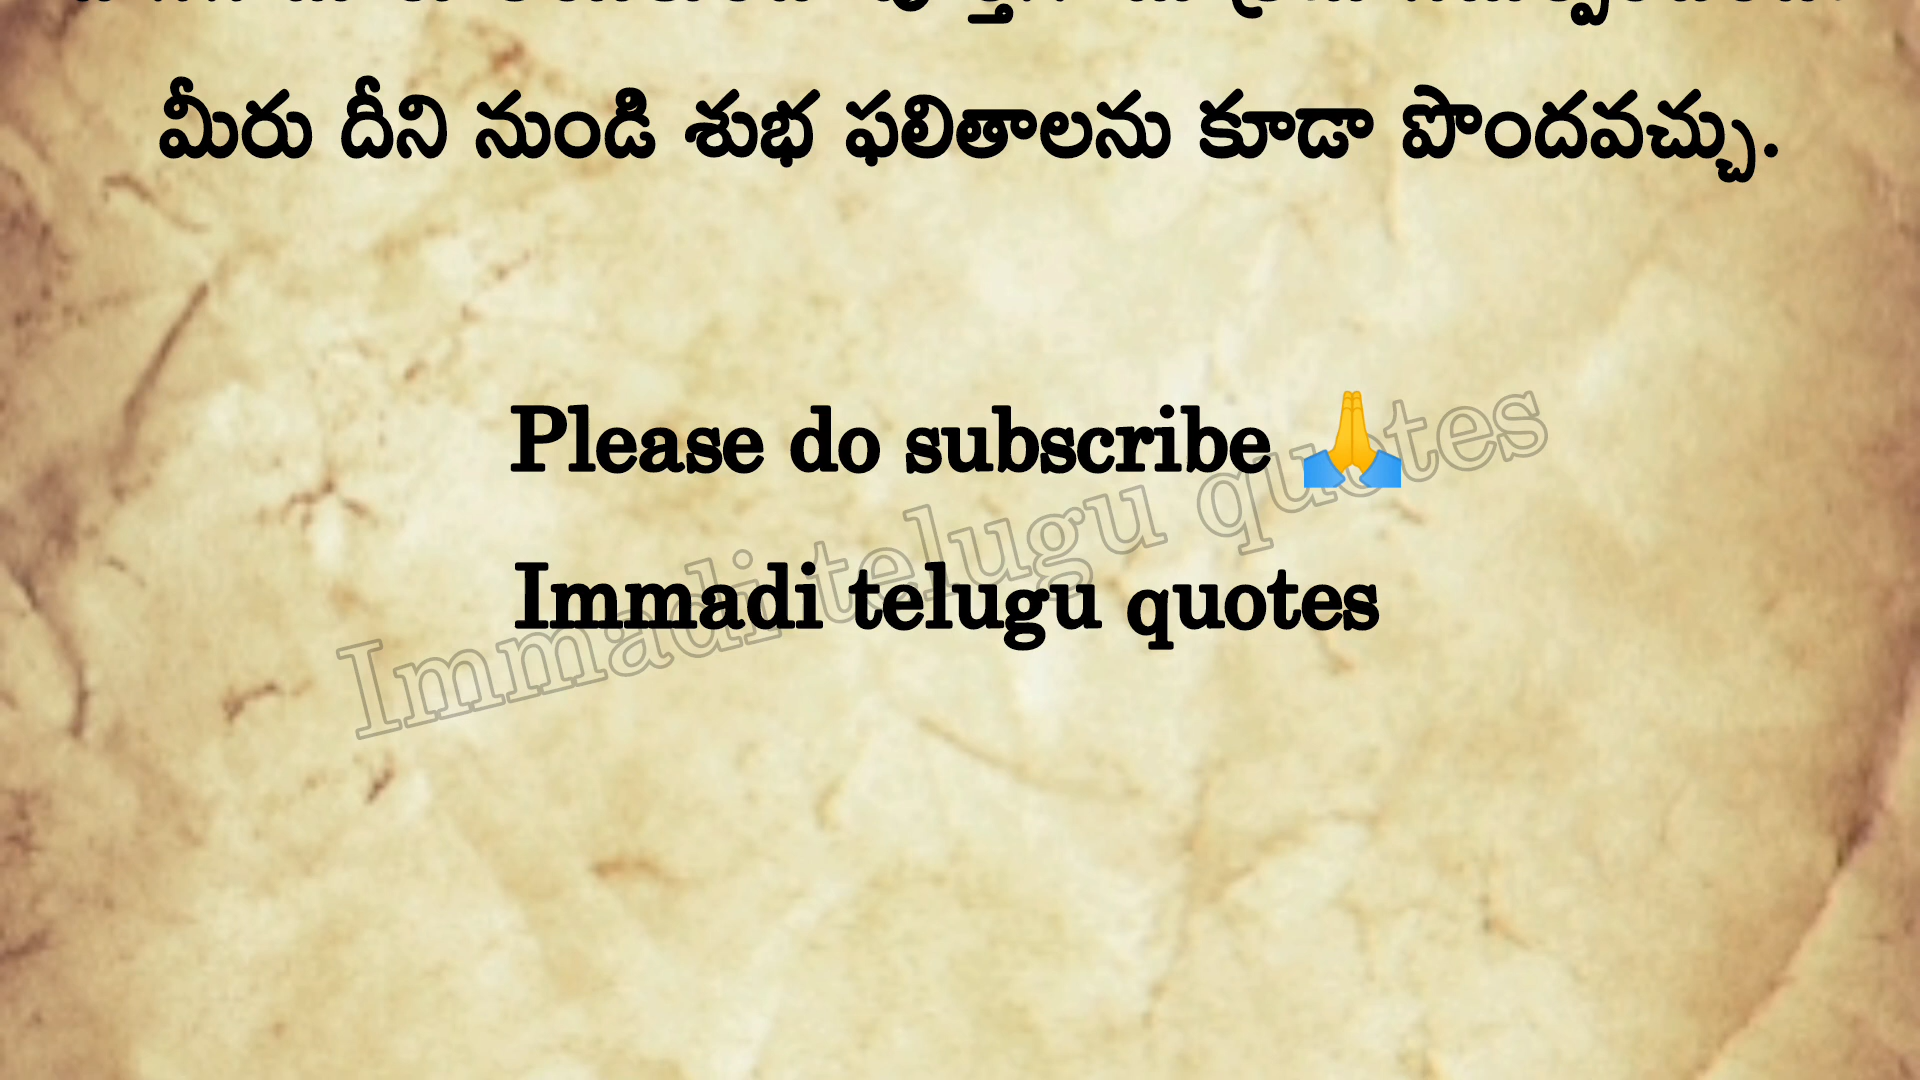 మీరు దీని నుండి శుభ ఫలితాలను కూడా పొందవచ్చు.
Please do subscribe 🙏
Immadi telugu quotes
Immadi telugu quotes